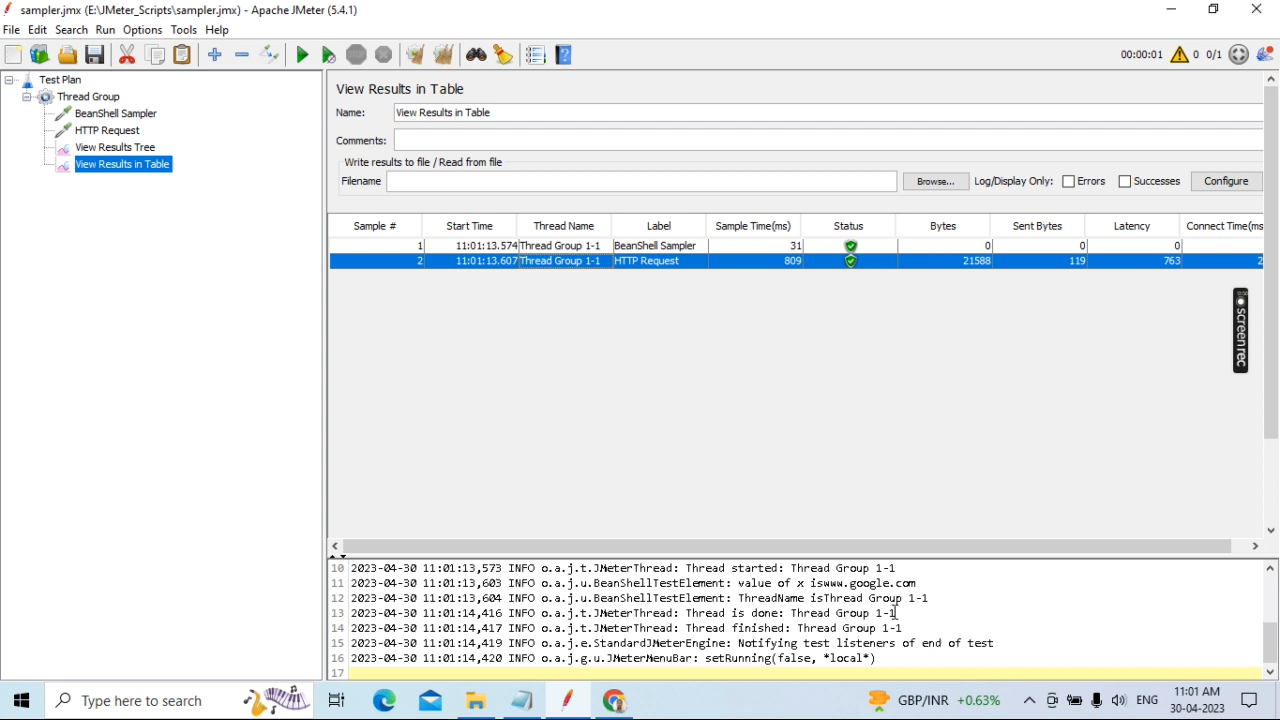 sampler.jmx (E:\JMeter_Scripts\sampler.jmx) - Apache JMeter (5.4.1)
File Edit Search Run Options Tools Help
00:00:01 0 0/1
Test Plan
Thread Group
BeanShell Sampler
HTTP Request
View Results Tree
View Results in Table
View Results in Table
Name: View Results in Table
Comments:
Write results to file / Read from file
Filename Browse... Log/Display Only: Errors Successes Configure
Sample # Start Time Thread Name Label Sample Time(ms) Status Bytes Sent Bytes Latency Connect Time(ms
1 11:01:13.574 Thread Group 1-1 BeanShell Sampler 31 0 0 0
2 11:01:13.607 Thread Group 1-1 HTTP Request 809 21588 119 763 2
screenrec
10 2023-04-30 11:01:13,573 INFO o.a.j.t.JMeterThread: Thread started: Thread Group 1-1
11 2023-04-30 11:01:13,603 INFO o.a.j.u.BeanShellTestElement: value of x iswww.google.com
12 2023-04-30 11:01:13,604 INFO o.a.j.u.BeanShellTestElement: ThreadName isThread Group 1-1
13 2023-04-30 11:01:14,416 INFO o.a.j.t.JMeterThread: Thread is done: Thread Group 1-1
14 2023-04-30 11:01:14,417 INFO o.a.j.t.JMeterThread: Thread finished: Thread Group 1-1
15 2023-04-30 11:01:14,419 INFO o.a.j.e.StandardJMeterEngine: Notifying test listeners of end of test
16 2023-04-30 11:01:14,420 INFO o.a.j.g.u.JMeterMenuBar: setRunning(false, *local*)
17
Type here to search GBP/INR +0.63% ENG 11:01 AM
30-04-2023